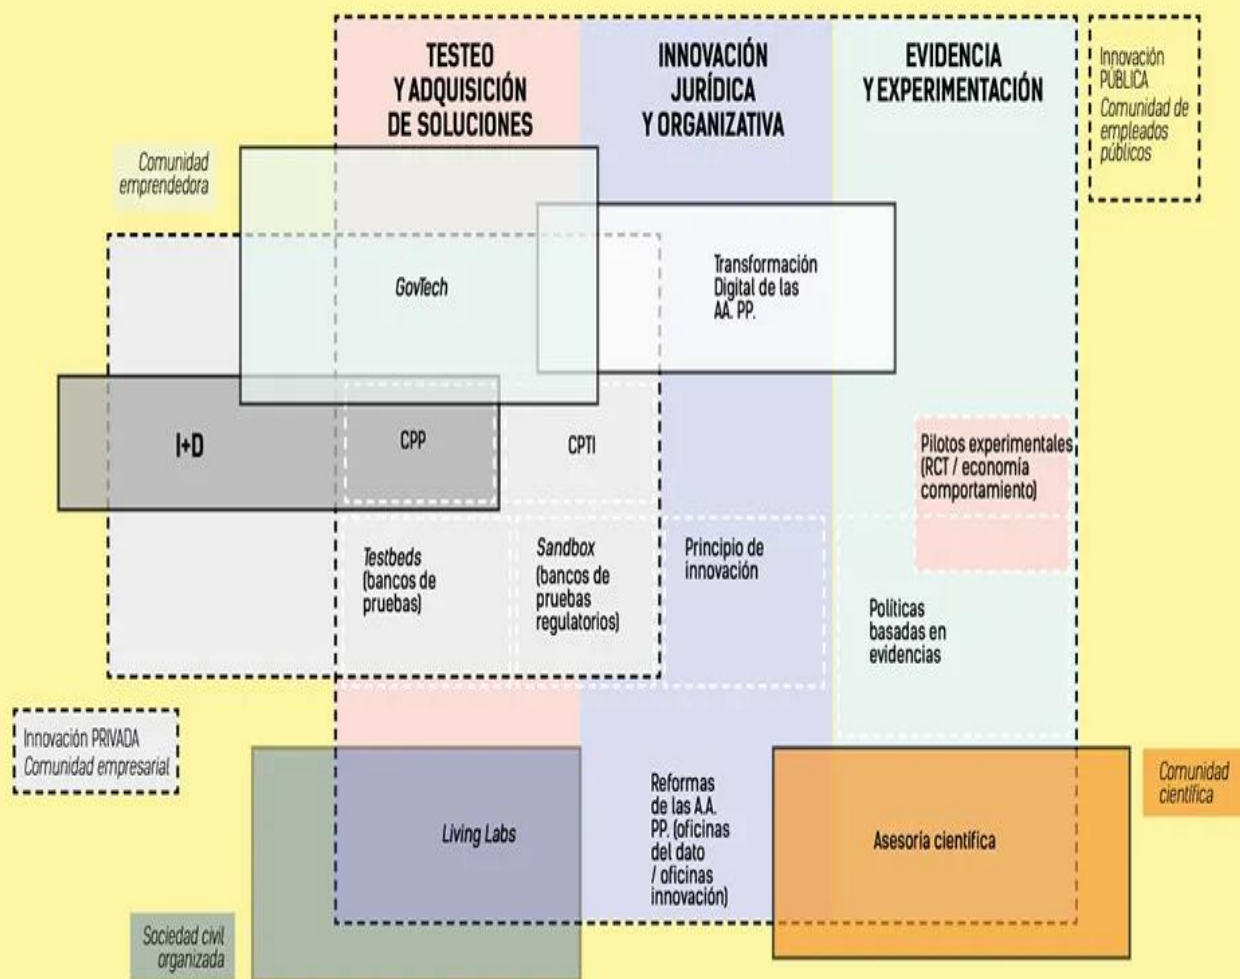 TESTEO
Y ADQUISICIÓN
DE SOLUCIONES
INNOVACIÓN
JURÍDICA
Y ORGANIZATIVA
EVIDENCIA
Y EXPERIMENTACIÓN
Innovación
PÚBLICA
Comunidad de
empleados
públicos
Comunidad
emprendedora
GovTech
Transformación
Digital de las
AA. PP.
I+D
CPP
CPTI
Pilotos experimentales
(RCT / economía
comportamiento)
Testbeds
(bancos de
pruebas)
Sandbox
(bancos de
pruebas
regulatorios)
Principio de
innovación
Políticas
basadas en
evidencias
Innovación PRIVADA
Comunidad empresarial
Living Labs
Reformas
de las A.A.
PP. (oficinas
del dato
/ oficinas
innovación)
Asesoría científica
Comunidad
científica
Sociedad civil
organizada